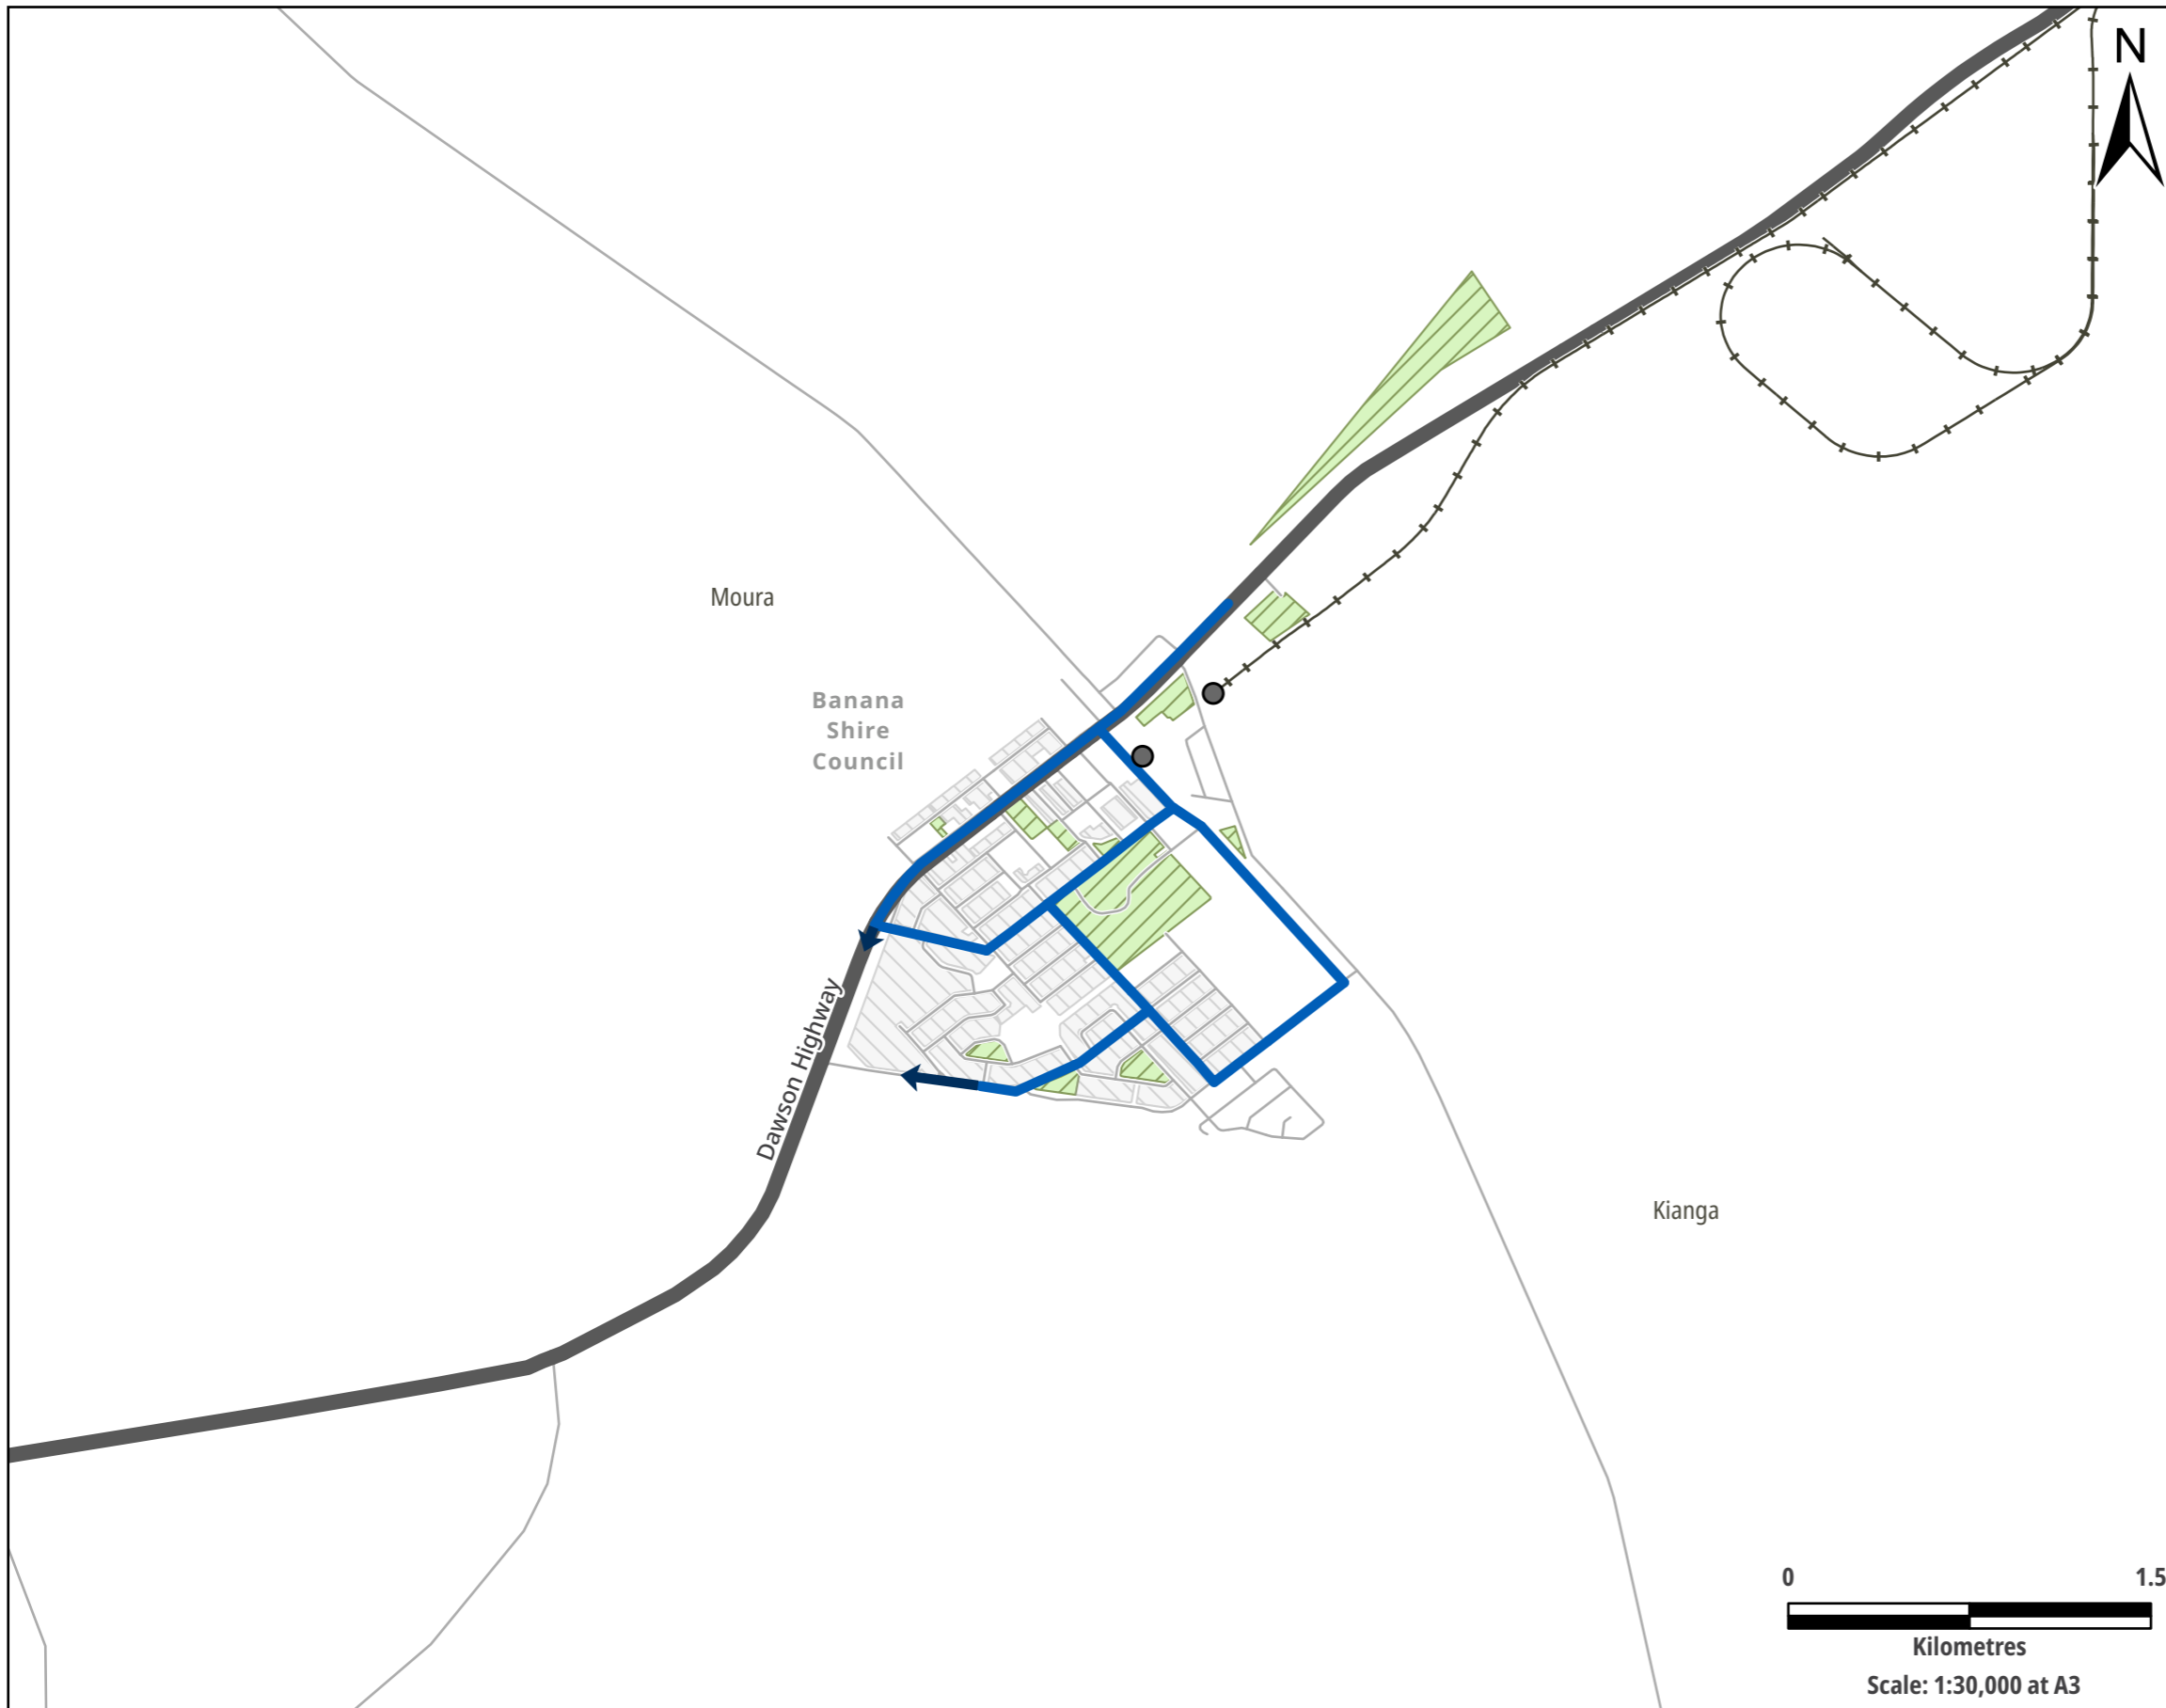 N
Moura
Banana
Shire
Council
Dawson Highway
Kianga
0 1.5
Kilometres
Scale: 1:30,000 at A3